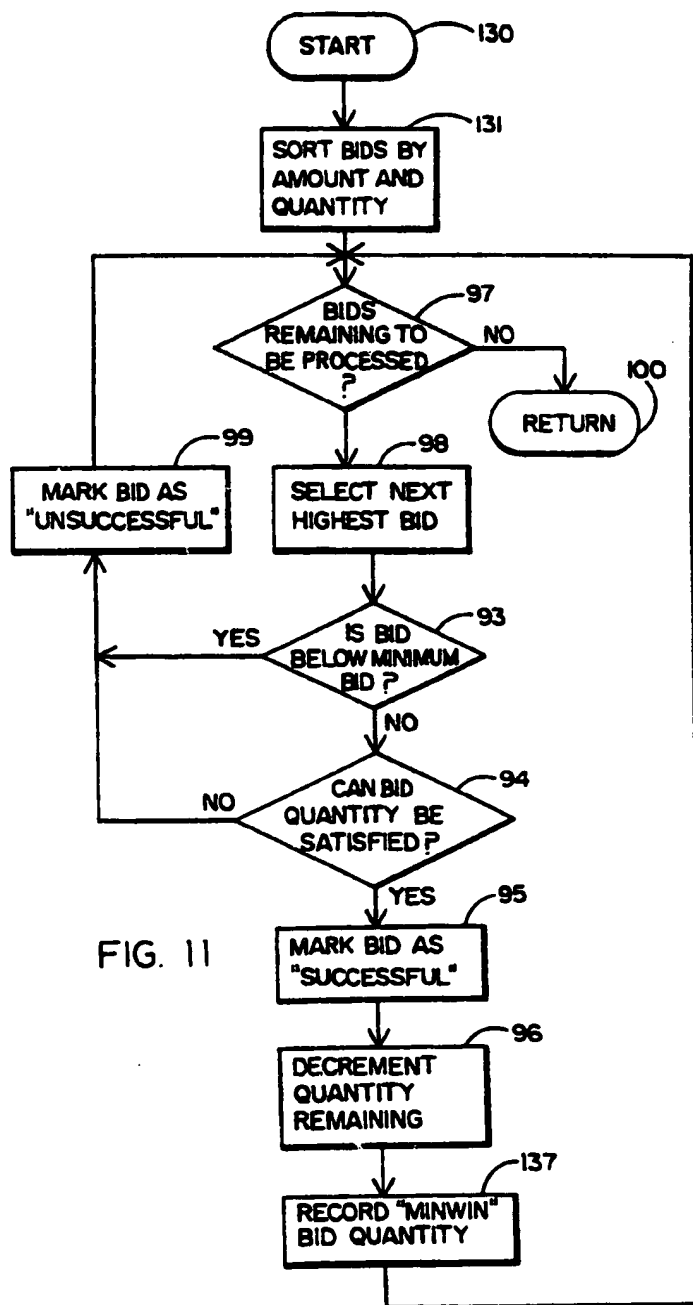 START
130
131
SORT BIDS BY
AMOUNT AND
QUANTITY
97
BIDS
REMAINING TO
BE PROCESSED
?
NO
100
RETURN
99
MARK BID AS
"UNSUCCESSFUL"
98
SELECT NEXT
HIGHEST BID
93
YES
IS BID
BELOW MINIMUM
BID ?
NO
94
NO
CAN BID
QUANTITY BE
SATISFIED?
YES
95
MARK BID AS
"SUCCESSFUL"
FIG. 11
96
DECREMENT
QUANTITY
REMAINING
137
RECORD "MINWIN"
BID QUANTITY